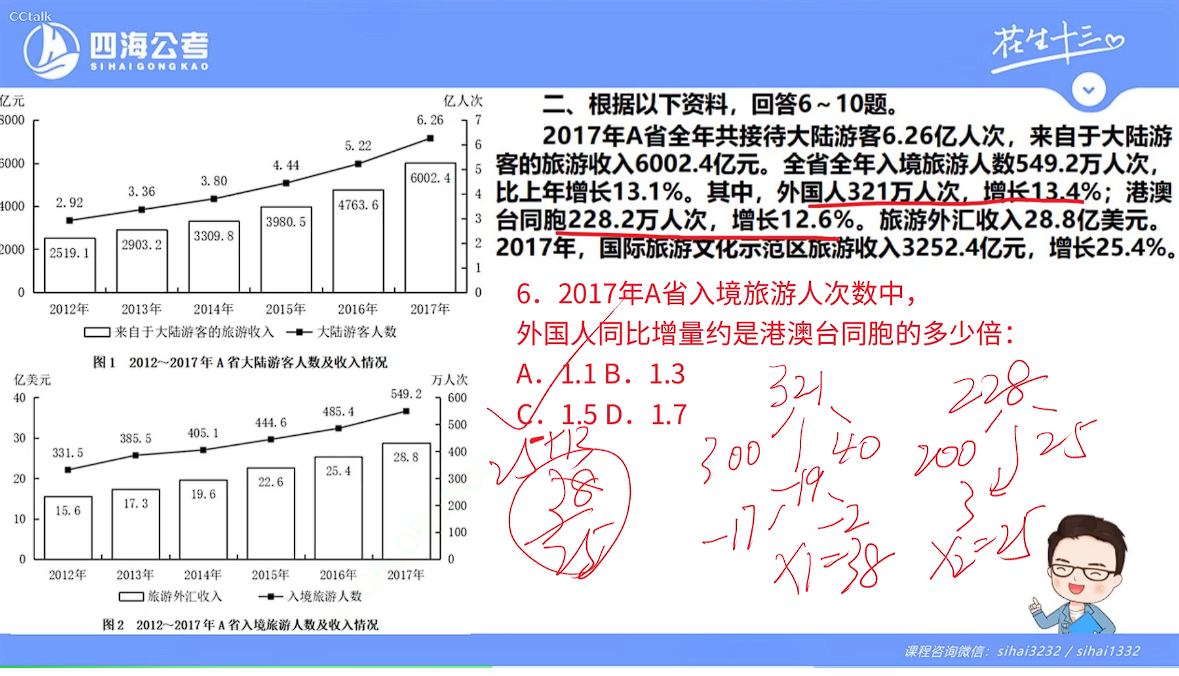 CCtalk
四海公考
SIHAIGONGKAO
花生十三
亿元
亿人次
8000
6000
4000
2000
0
7
6
5
4
3
2
1
0
2.92
3.36
3.80
4.44
5.22
6.26
2519.1
2903.2
3309.8
3980.5
4763.6
6002.4
2012年 2013年 2014年 2015年 2016年 2017年
来自于大陆游客的旅游收入 大陆游客人数
图1 2012～2017年A省大陆游客人数及收入情况
亿美元
万人次
40
30
20
10
0
600
500
400
300
200
100
0
331.5
385.5
405.1
444.6
485.4
549.2
15.6
17.3
19.6
22.6
25.4
28.8
2012年 2013年 2014年 2015年 2016年 2017年
旅游外汇收入 入境旅游人数
图2 2012～2017年A省入境旅游人数及收入情况
二、根据以下资料，回答6～10题。
2017年A省全年共接待大陆游客6.26亿人次，来自于大陆游
客的旅游收入6002.4亿元。全省全年入境旅游人数549.2万人次，
比上年增长13.1%。其中，外国人321万人次，增长13.4%；港澳
台同胞228.2万人次，增长12.6%。旅游外汇收入28.8亿美元。
2017年，国际旅游文化示范区旅游收入3252.4亿元，增长25.4%。
6．2017年A省入境旅游人次数中，
外国人同比增量约是港澳台同胞的多少倍：
A．1.1 B．1.3
C．1.5 D．1.7
321
300 40
-19
-17 -2
X1=38
228
200 25
3
X2=25
25+13
38
25
课程咨询微信：sihai3232 / sihai1332